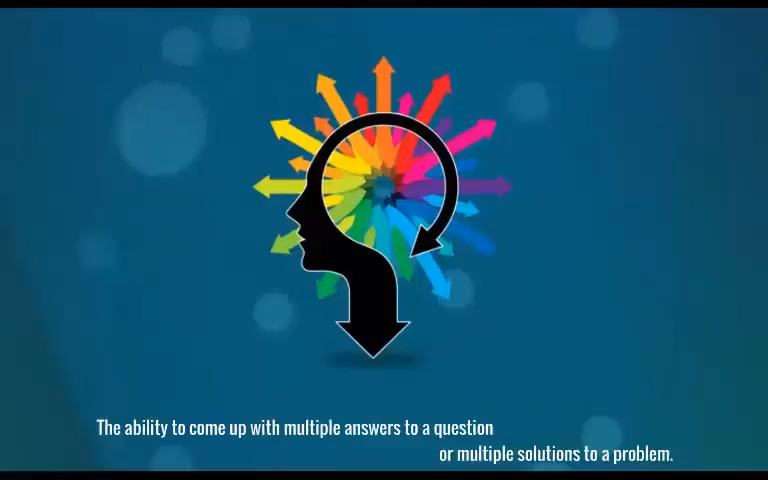 The ability to come up with multiple answers to a question
or multiple solutions to a problem.